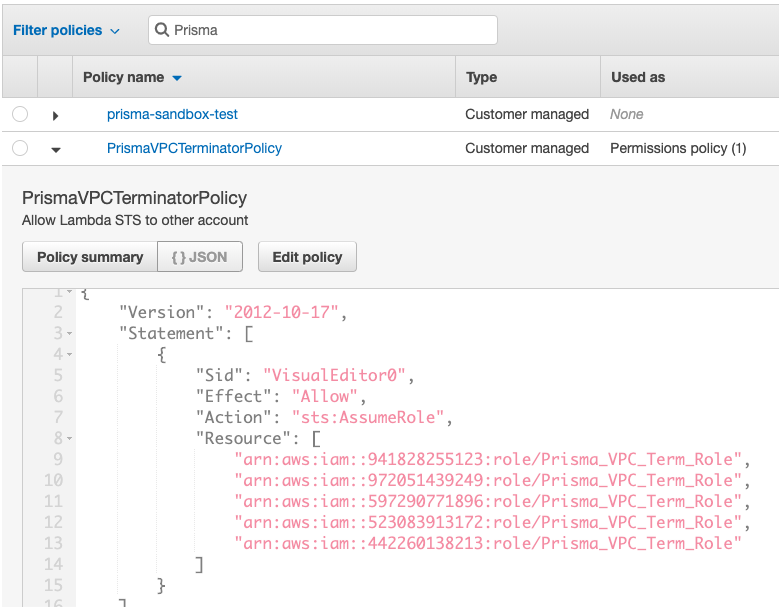 Filter policies
Prisma
Policy name Type Used as
prisma-sandbox-test Customer managed None
PrismaVPCTerminatorPolicy Customer managed Permissions policy (1)
PrismaVPCTerminatorPolicy
Allow Lambda STS to other account
Policy summary { } JSON Edit policy
1 {
2 "Version": "2012-10-17",
3 "Statement": [
4 {
5 "Sid": "VisualEditor0",
6 "Effect": "Allow",
7 "Action": "sts:AssumeRole",
8 "Resource": [
9 "arn:aws:iam::941828255123:role/Prisma_VPC_Term_Role",
10 "arn:aws:iam::972051439249:role/Prisma_VPC_Term_Role",
11 "arn:aws:iam::597290771896:role/Prisma_VPC_Term_Role",
12 "arn:aws:iam::523083913172:role/Prisma_VPC_Term_Role",
13 "arn:aws:iam::442260138213:role/Prisma_VPC_Term_Role"
14 ]
15 }
16 ]